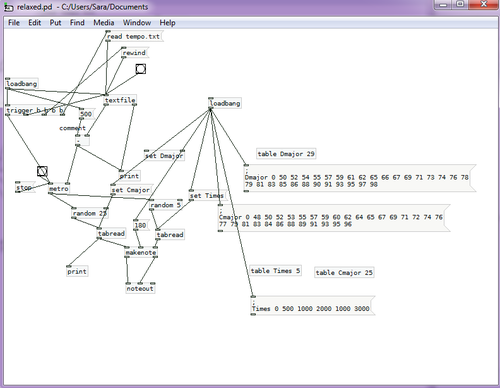 relaxed.pd - C:/Users/Sara/Documents
File Edit Put Find Media Window Help
read tempo.txt
rewind
loadbang
textfile
trigger b b b b
500
comment
loadbang
set Dmajor
table Dmajor 29
print
;
Dmajor 0 50 52 54 55 57 59 61 62 65 66 67 69 71 73 74 76 78
79 81 83 85 86 88 90 91 93 95 97 98
stop
metro
set Cmajor
set Times
random 25
random 5
;
Cmajor 0 48 50 52 53 55 57 59 60 62 64 65 67 69 71 72 74 76
77 79 81 83 84 86 88 89 91 93 95 96
180
tabread
tabread
makenote
print
table Times 5
table Cmajor 25
noteout
;
Times 0 500 1000 2000 1000 3000